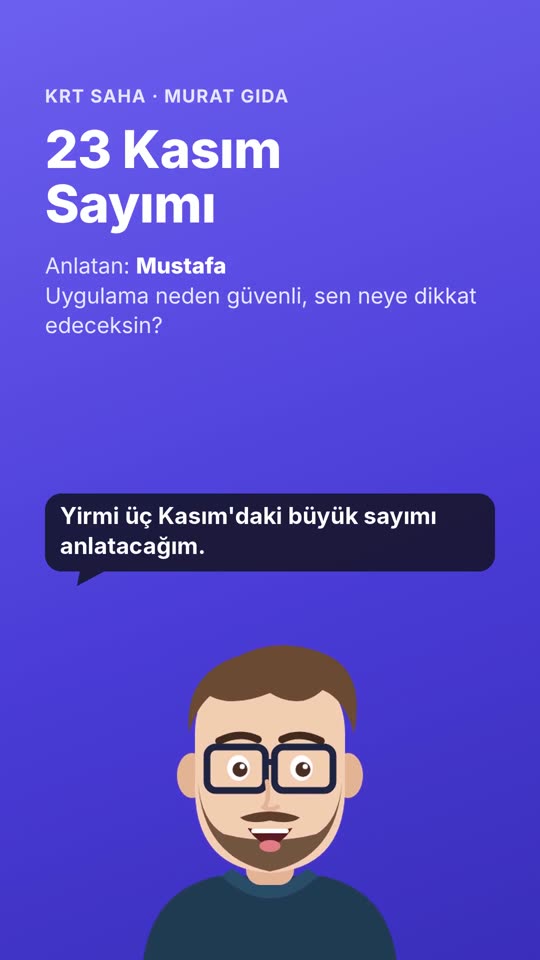 KRT SAHA · MURAT GIDA
23 Kasım
Sayımı
Anlatan: Mustafa
Uygulama neden güvenli, sen neye dikkat
edeceksin?
Yirmi üç Kasım'daki büyük sayımı
anlatacağım.